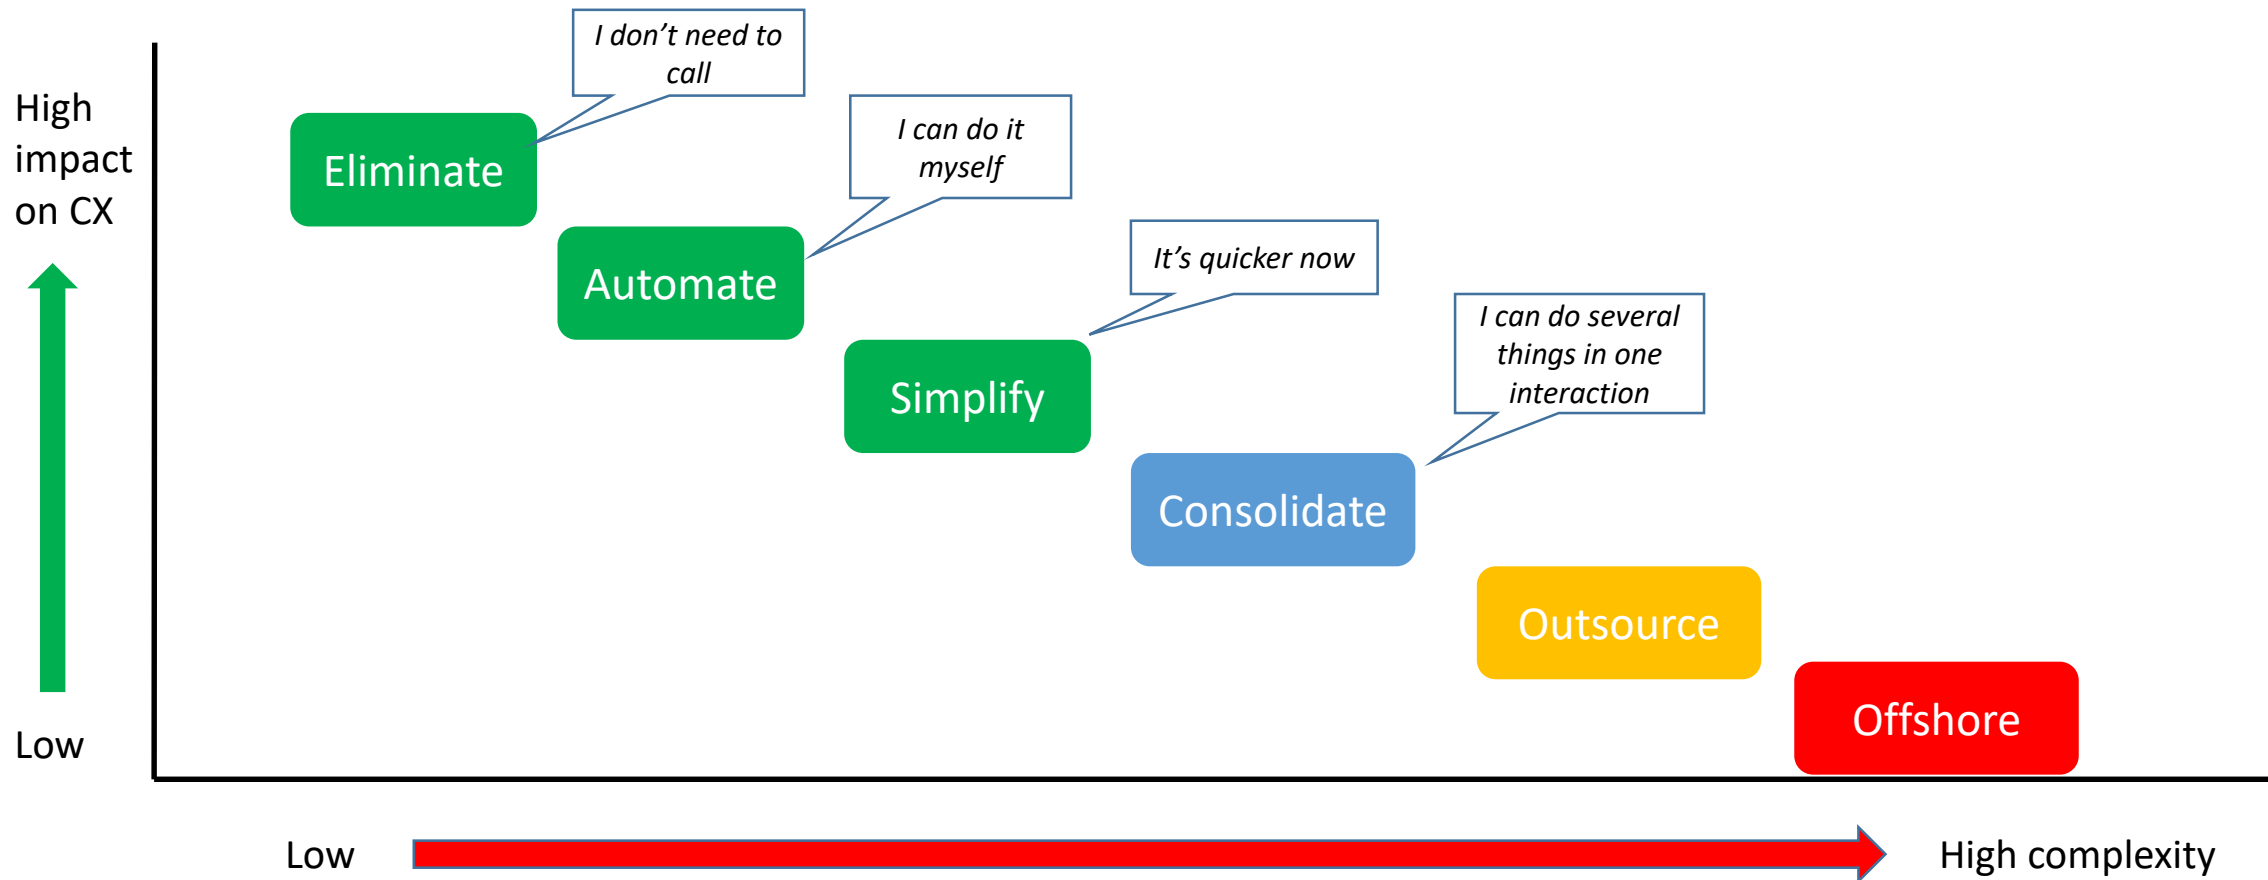 I don’t need to
call
High
impact
on CX
Eliminate
I can do it
myself
Automate
It’s quicker now
Simplify
I can do several
things in one
interaction
Consolidate
Outsource
Offshore
Low
Low
High complexity